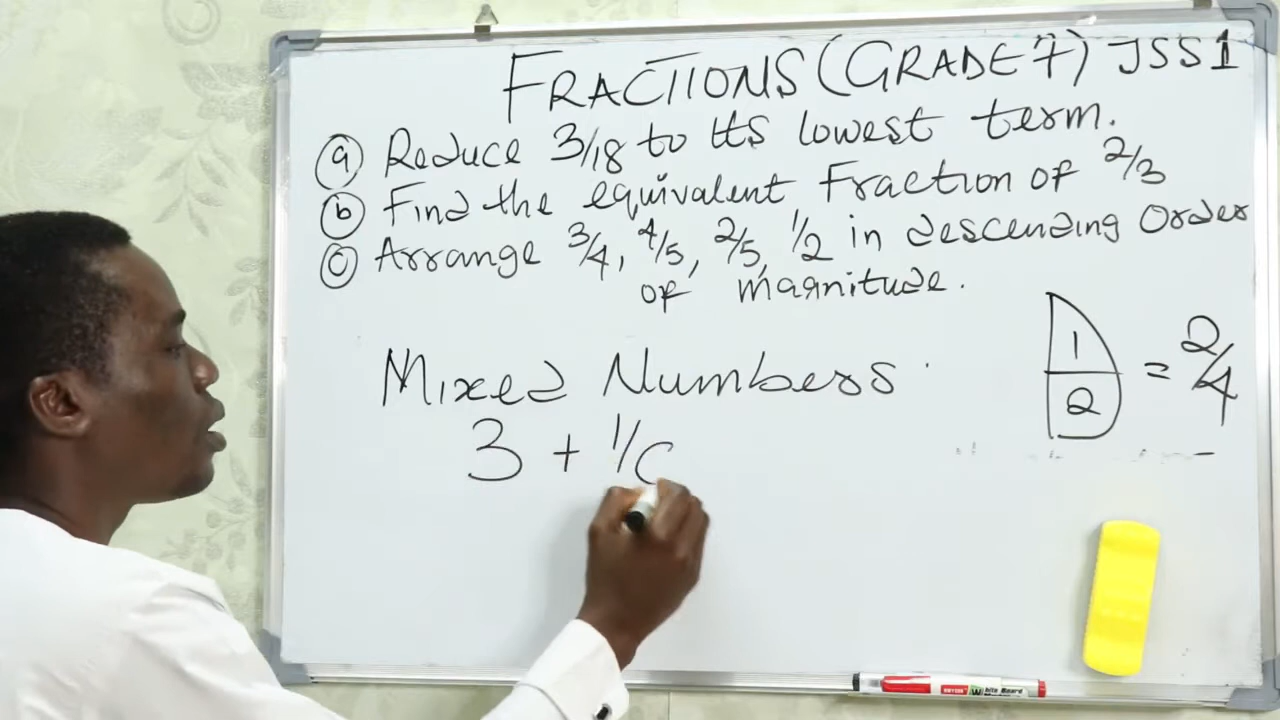 FRACTIONS (GRADE 7) JSS1
(a) Reduce 3/18 to its lowest term.
(b) Find the equivalent Fraction of 2/3
(c) Arrange 3/4, 4/5, 2/5, 1/2 in descending Order
of magnitude.
Mixed Numbers
1/2 = 2/4
3 + 1/
White Board